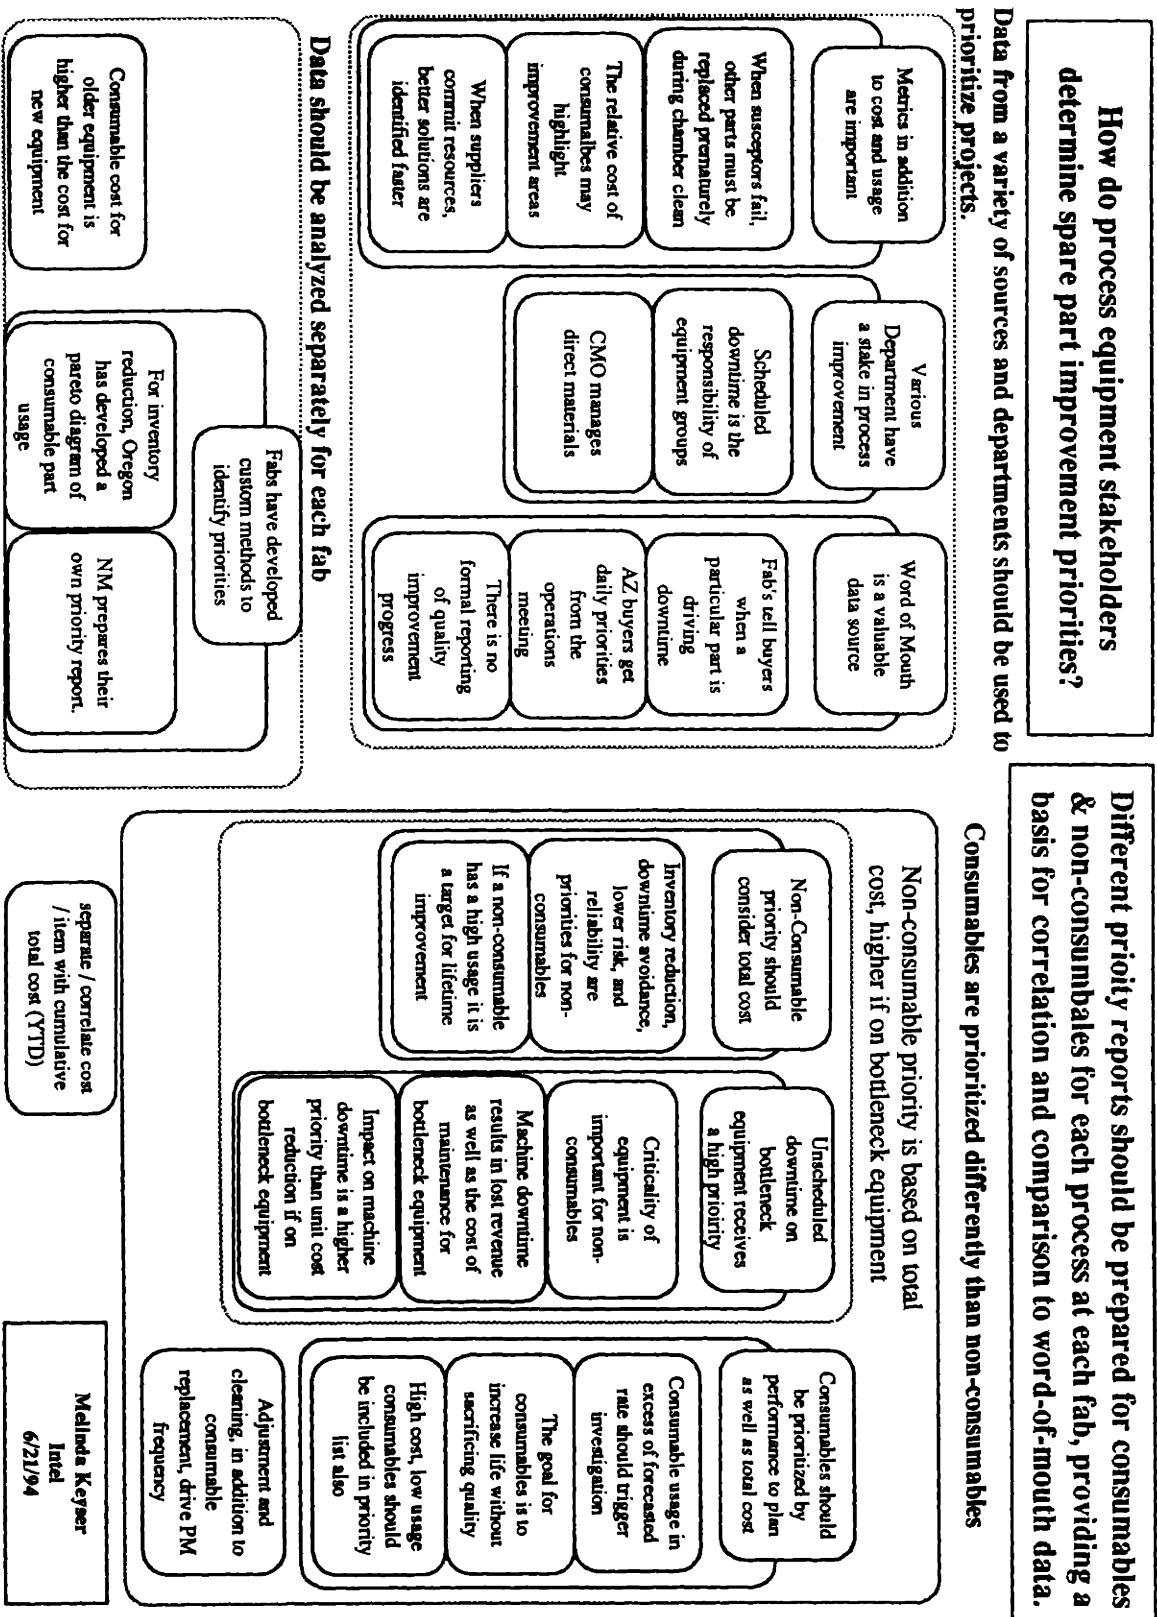 How do process equipment stakeholders
determine spare part improvement priorities?
Different prioity reports should be prepared for consumables
& non-consumbales for each process at each fab, providing a
basis for correlation and comparison to word-of-mouth data.
Data from a variety of sources and departments should be used to
prioritize projects.
Metrics in addition
to cost and usage
are important
When susceptors fail,
other parts must be
replaced prematurely
during chamber clean
The relative cost of
consumalbes may
highlight
improvement areas
When suppliers
commit resources,
better solutions are
identified faster
Various
Department have
a stake in process
improvement
Scheduled
downtime is the
responsibility of
equipment groups
CMO manages
direct materials
Word of Mouth
is a valuable
data source
Fab's tell buyers
when a
particular part is
driving
downtime
AZ buyers get
daily priorities
from the
operations
meeting
There is no
formal reporting
of quality
improvement
progress
Data should be analyzed separately for each fab
Consumable cost for
older equipment is
higher than the cost for
new equipment
Fabs have developed
custom methods to
identify priorities
For inventory
reduction, Oregon
has developed a
pareto diagram of
consumable part
usage
NM prepares their
own priority report.
Consumables are prioritized differently than non-consumables
Non-consumable priority is based on total
cost, higher if on bottleneck equipment
Non-Consumable
priority should
consider total cost
Inventory reduction,
downtime avoidance,
lower risk, and
reliability are
priorities for non-
consumables
If a non-consumable
has a high usage it is
a target for lifetime
improvement
Unscheduled
downtime on
bottleneck
equipment receives
a high prioirity
Criticality of
equipment is
important for non-
consumables
Machine downtime
results in lost revenue
as well as the cost of
maintenance for
bottleneck equipment
Impact on machine
downtime is a higher
priority than unit cost
reduction if on
bottleneck equipment
Consumables should
be prioritized by
performance to plan
as well as total cost
Consumable usage in
excess of forecasted
rate should trigger
investigation
The goal for
consumables is to
increase life without
sacrificing quality
High cost, low usage
consumables should
be included in priority
list also
Adjustment and
cleaning, in addition to
consumable
replacement, drive PM
frequency
separate / correlate cost
/ item with cumulative
total cost (YTD)
Melinda Keyser
Intel
6/21/94